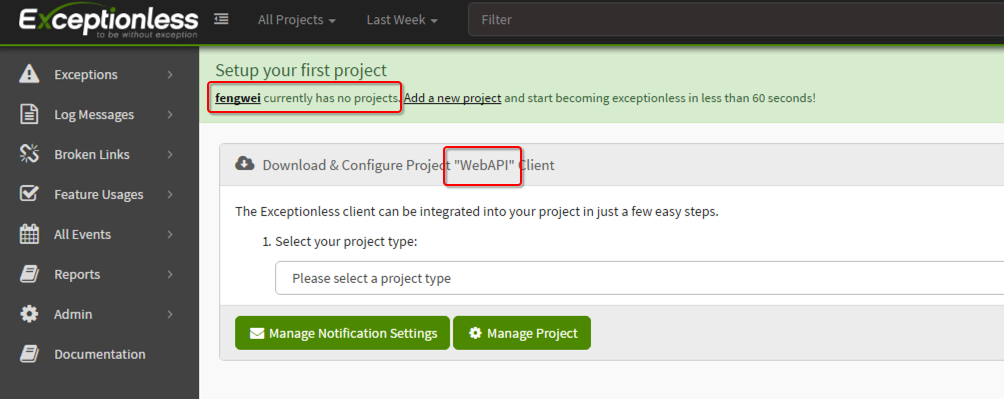 Exceptionless All Projects Last Week Filter
to be without exception
Exceptions
Log Messages
Broken Links
Feature Usages
All Events
Reports
Admin
Documentation
Setup your first project
fengwei currently has no projects. Add a new project and start becoming exceptionless in less than 60 seconds!
Download & Configure Project "WebAPI" Client
The Exceptionless client can be integrated into your project in just a few easy steps.
1. Select your project type:
Please select a project type
Manage Notification Settings Manage Project